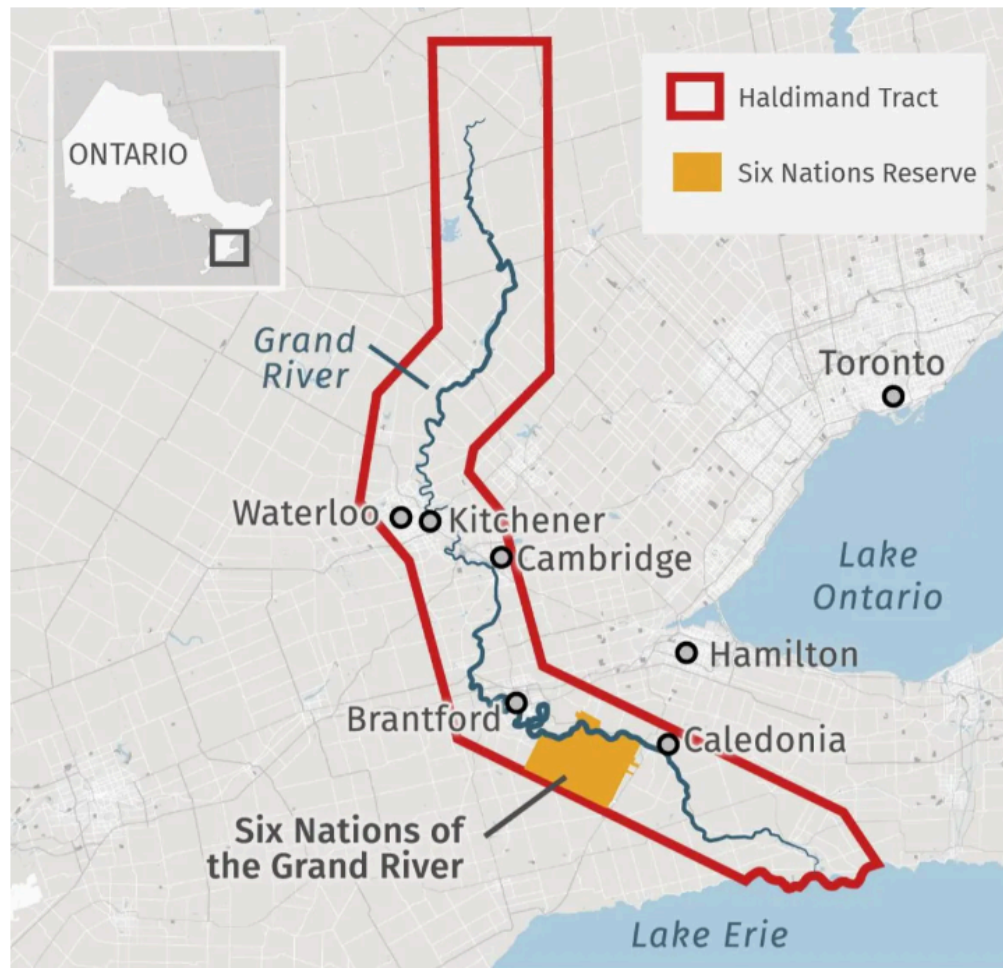 ONTARIO
Haldimand Tract
Six Nations Reserve
Grand
River
Toronto
Waterloo
Kitchener
Cambridge
Lake
Ontario
Hamilton
Brantford
Caledonia
Six Nations of
the Grand River
Lake Erie